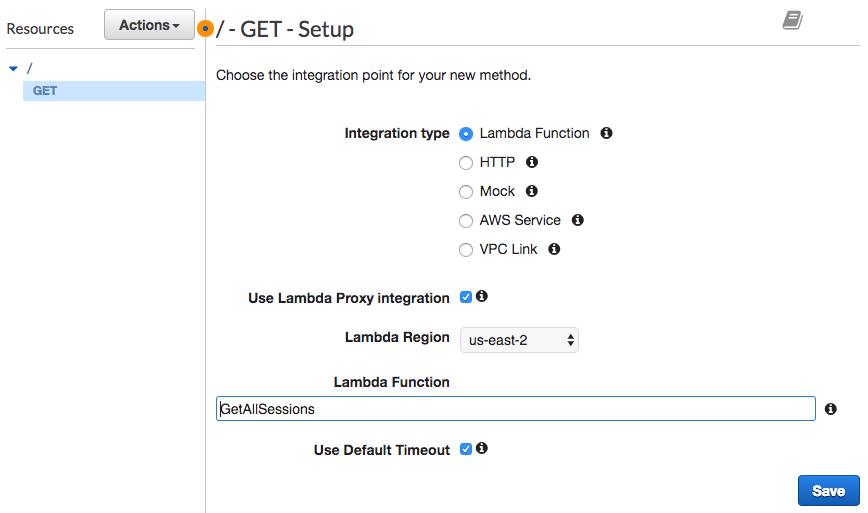 Resources
Actions
/
GET
/ - GET - Setup
Choose the integration point for your new method.
Integration type
Lambda Function
HTTP
Mock
AWS Service
VPC Link
Use Lambda Proxy integration
Lambda Region
us-east-2
Lambda Function
GetAllSessions
Use Default Timeout
Save